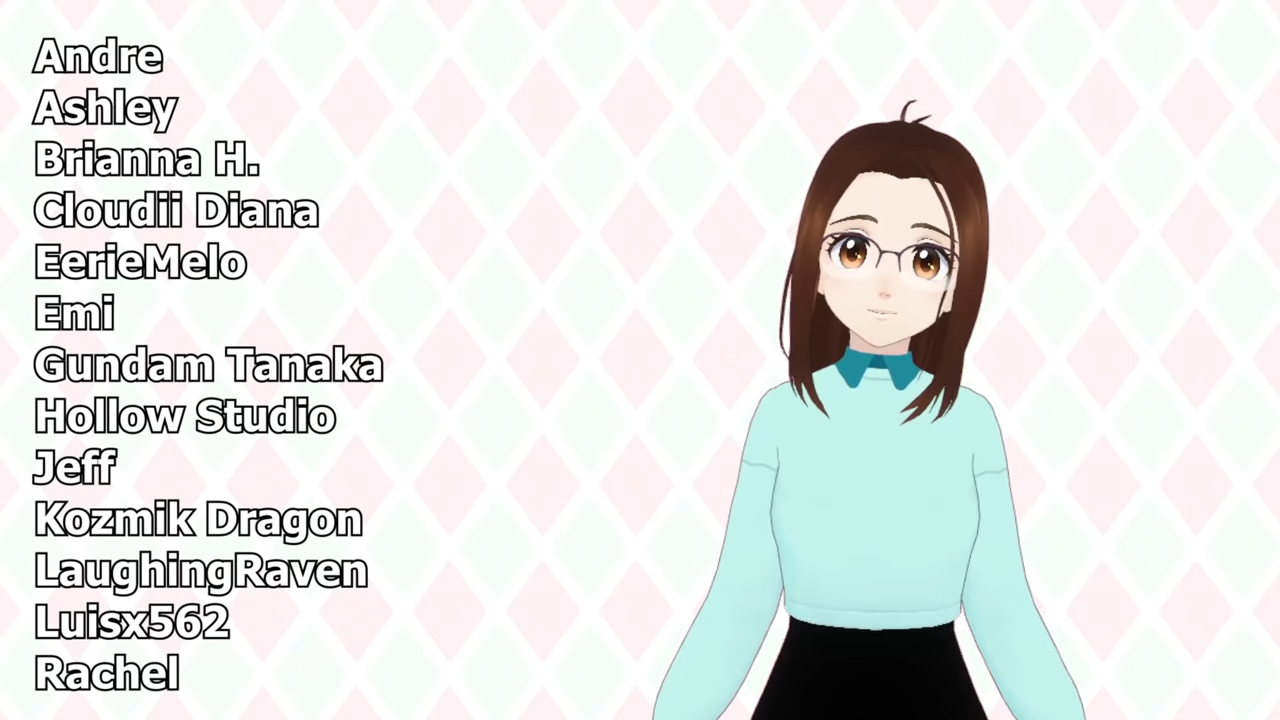 Andre
Ashley
Brianna H.
Cloudii Diana
EerieMelo
Emi
Gundam Tanaka
Hollow Studio
Jeff
Kozmik Dragon
LaughingRaven
Luisx562
Rachel